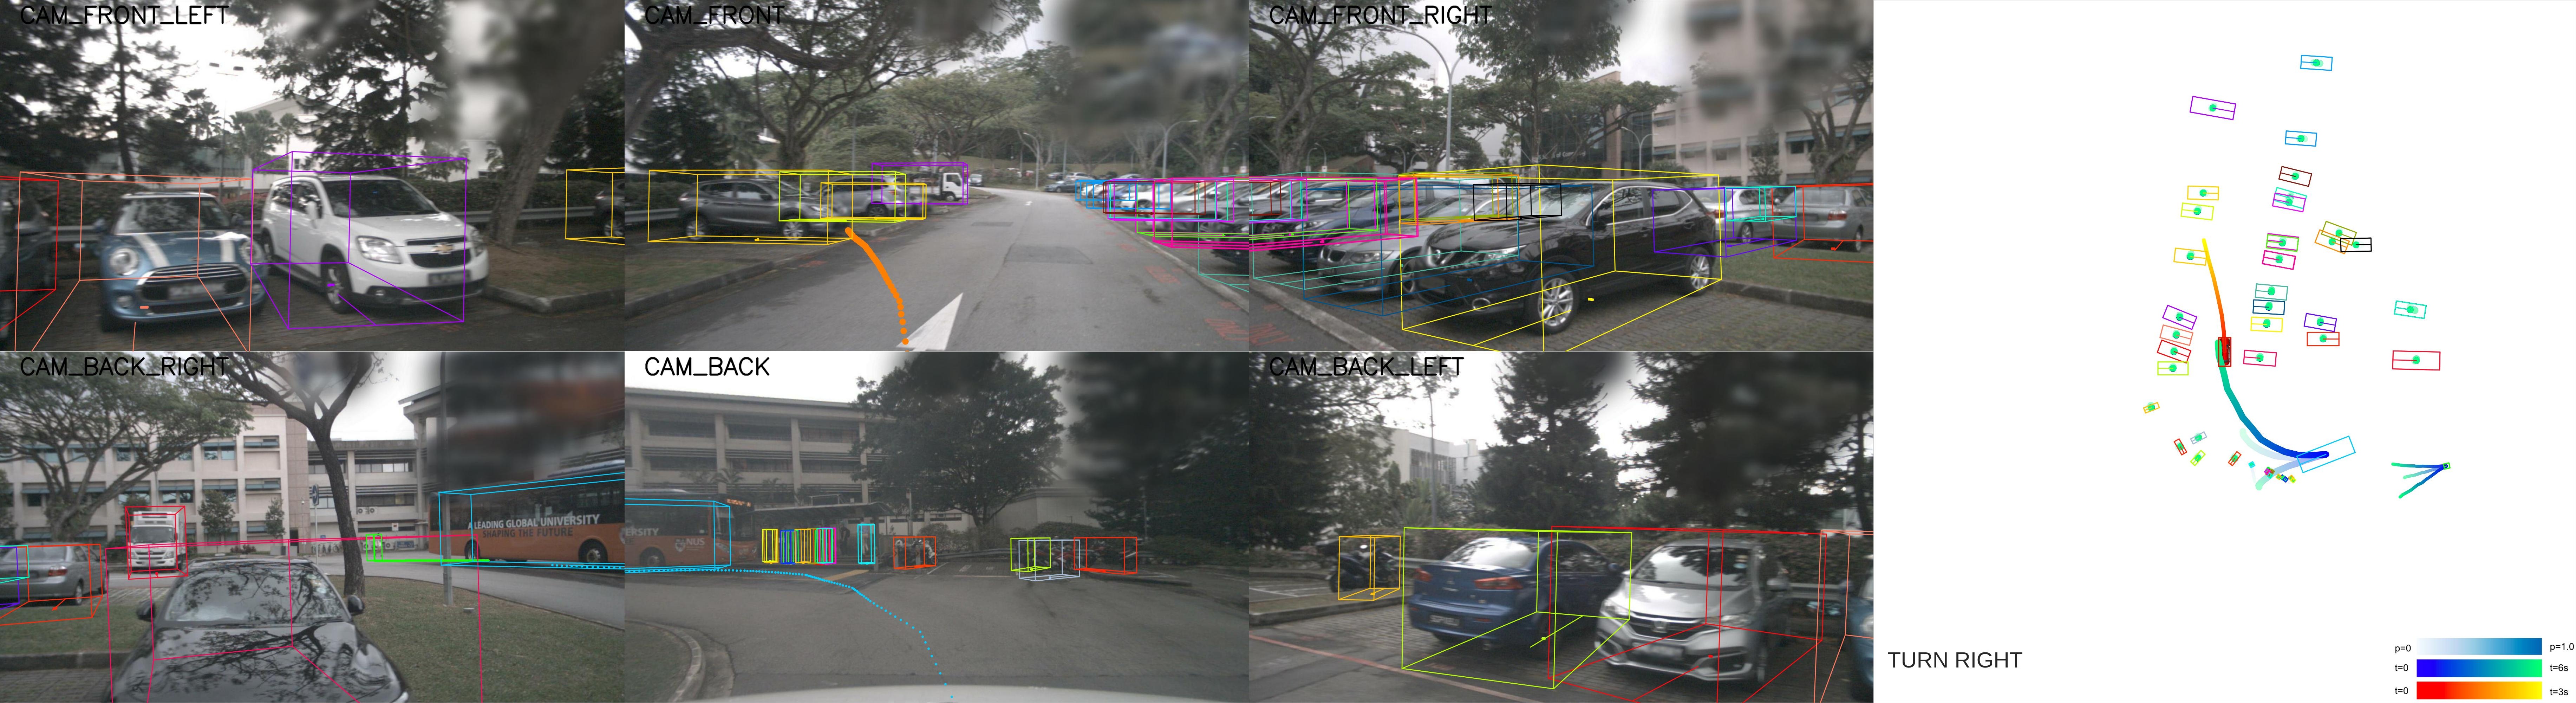 CAM_FRONT_LEFT
CAM_FRONT
CAM_FRONT_RIGHT
CAM_BACK_RIGHT
CAM_BACK
CAM_BACK_LEFT
A LEADING GLOBAL UNIVERSITY
SHAPING THE FUTURE
ERSITY
NUS
TURN RIGHT
p=0
p=1.0
t=0
t=6s
t=0
t=3s